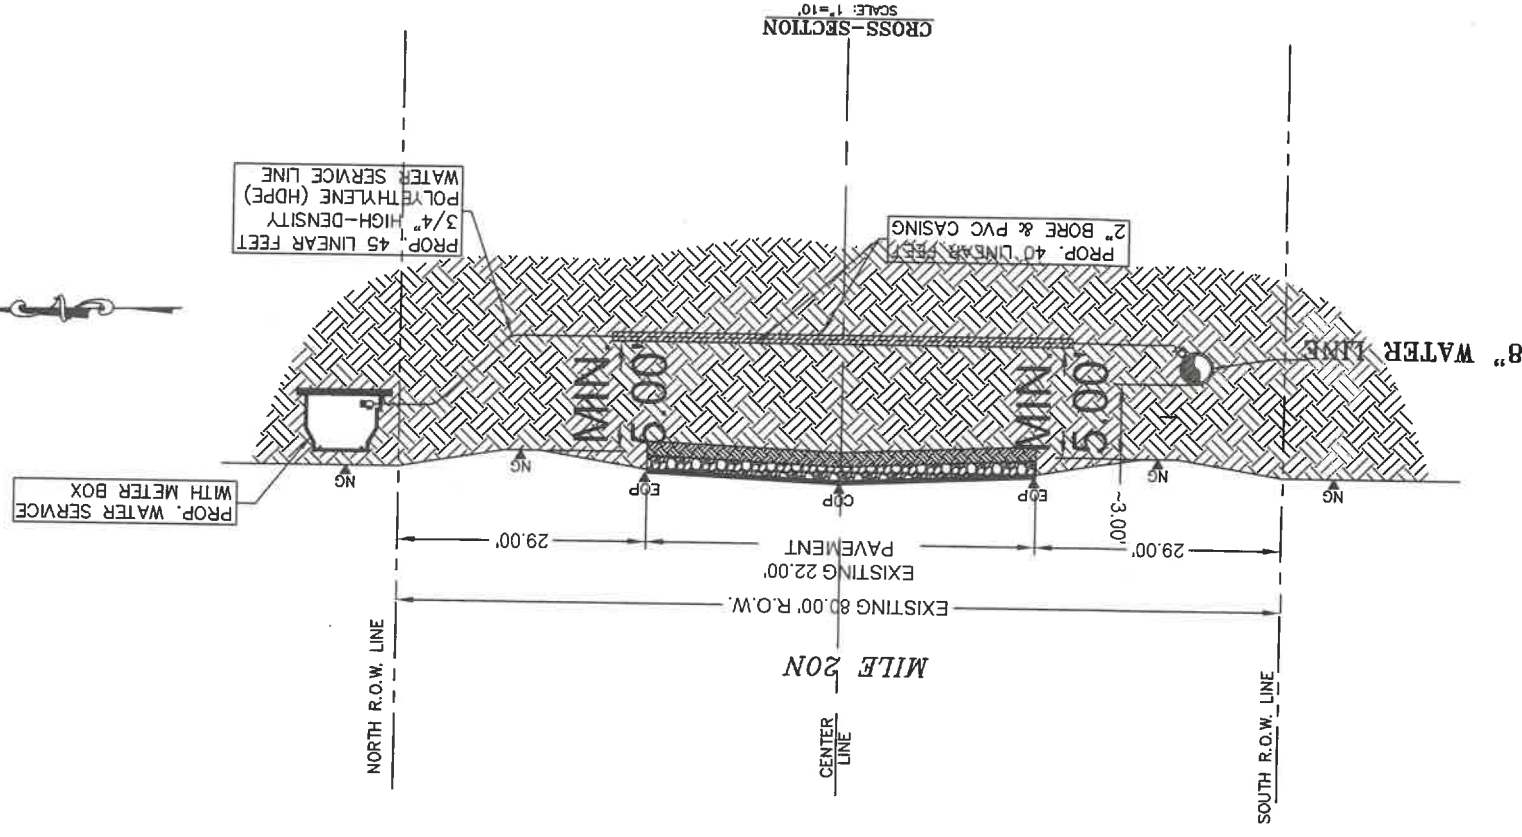 SOUTH R.O.W. LINE
CENTER
LINE
NORTH R.O.W. LINE
MILE 20N
EXISTING 80.00' R.O.W.
EXISTING 22.00'
PAVEMENT
29.00'
29.00'
~3.00'
PROP. WATER SERVICE
WITH METER BOX
NG
NG
EOP
COP
EOP
NG
NG
5.00'
MIN.
5.00'
MIN.
8" WATER LINE
PROP. 40 LINEAR FEET
2" BORE & PVC CASING
PROP. 45 LINEAR FEET
3/4" HIGH-DENSITY
POLYETHYLENE (HDPE)
WATER SERVICE LINE
CROSS-SECTION
SCALE: 1"=10'